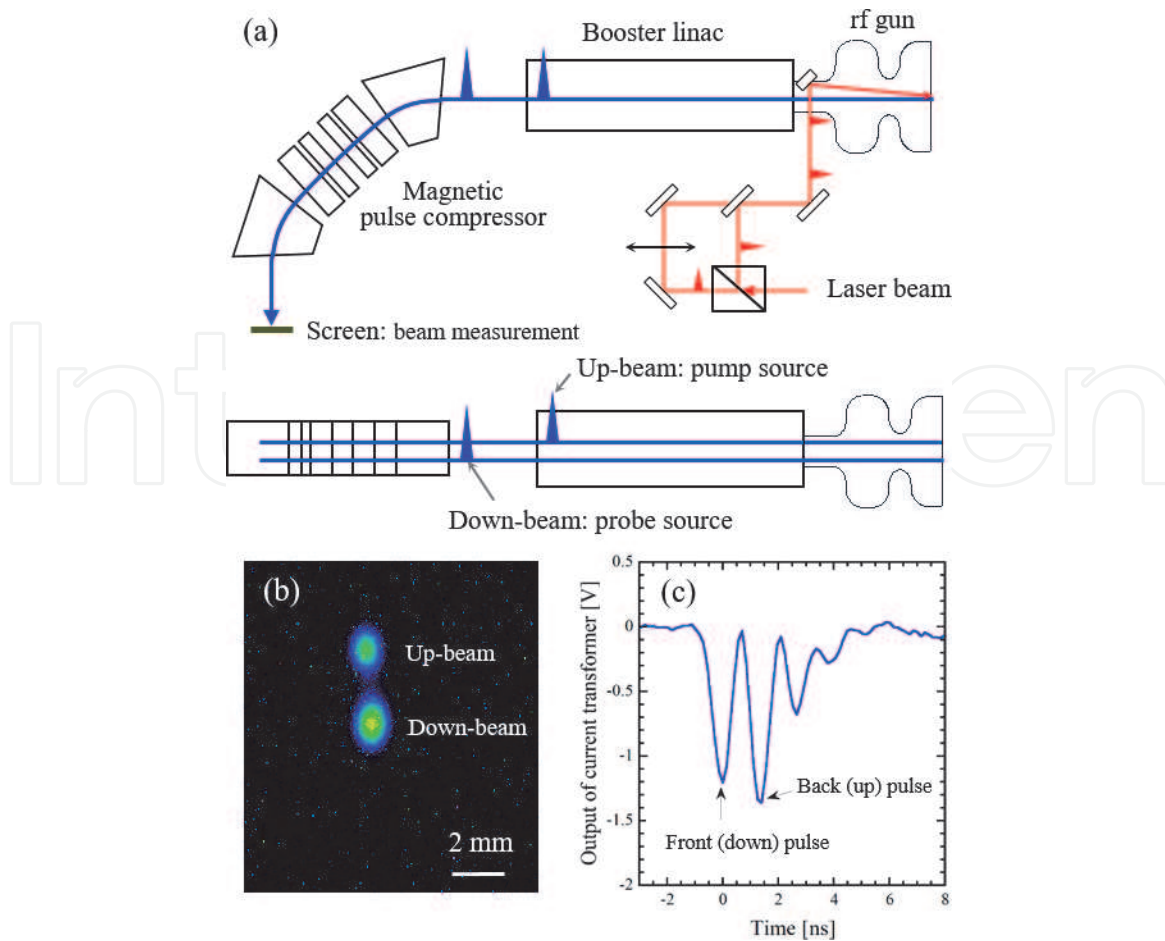 (a)
rf gun
Booster linac
Magnetic
pulse compressor
Laser beam
Screen: beam measurement
Inten
Up-beam: pump source
Down-beam: probe source
(b)
Up-beam
Down-beam
2 mm
(c)
Output of current transformer [V]
0.5
0
-0.5
-1
-1.5
-2
Back (up) pulse
Front (down) pulse
-2 0 2 4 6 8
Time [ns]